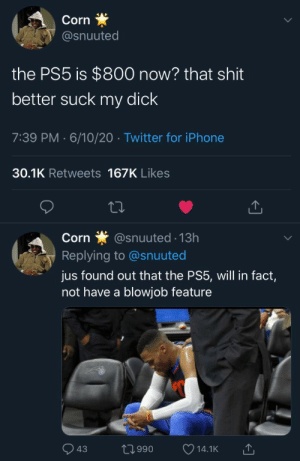 Corn
@snuuted
the PS5 is $800 now? that shit
better suck my dick
7:39 PM · 6/10/20 · Twitter for iPhone
30.1K Retweets 167K Likes
Corn @snuuted · 13h
Replying to @snuuted
jus found out that the PS5, will in fact,
not have a blowjob feature
43 990 14.1K